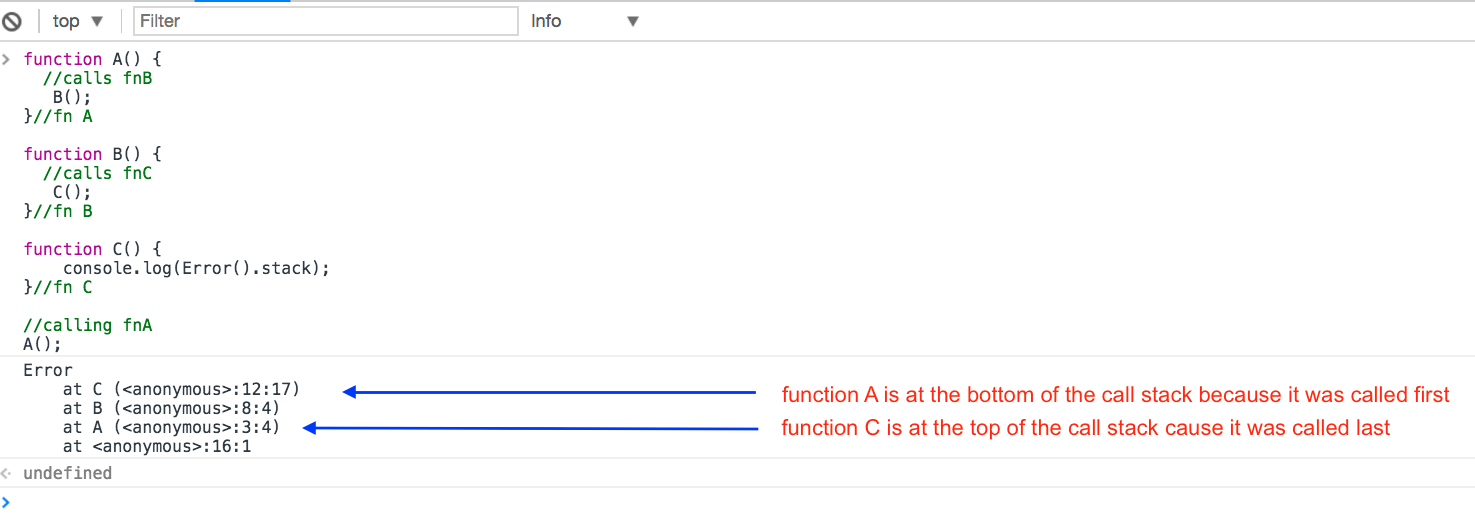 top ▼ Filter Info ▼
> function A() {
  //calls fnB
   B();
}//fn A
function B() {
  //calls fnC
   C();
}//fn B
function C() {
    console.log(Error().stack);
}//fn C
//calling fnA
A();
Error
    at C (<anonymous>:12:17)
function A is at the bottom of the call stack because it was called first
    at B (<anonymous>:8:4)
    at A (<anonymous>:3:4)
function C is at the top of the call stack cause it was called last
    at <anonymous>:16:1
undefined
>